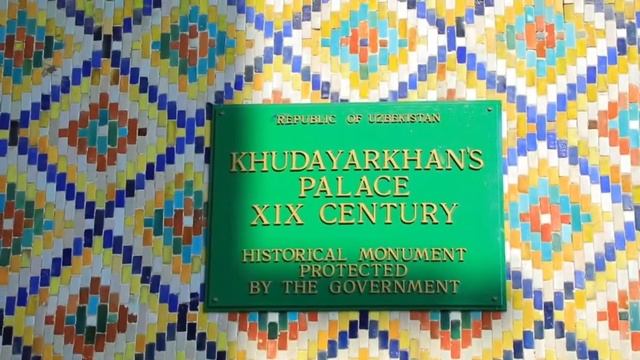 REPUBLIC OF UZBEKISTAN
KHUDAYARKHAN'S
PALACE
XIX CENTURY
HISTORICAL MONUMENT
PROTECTED
BY THE GOVERNMENT